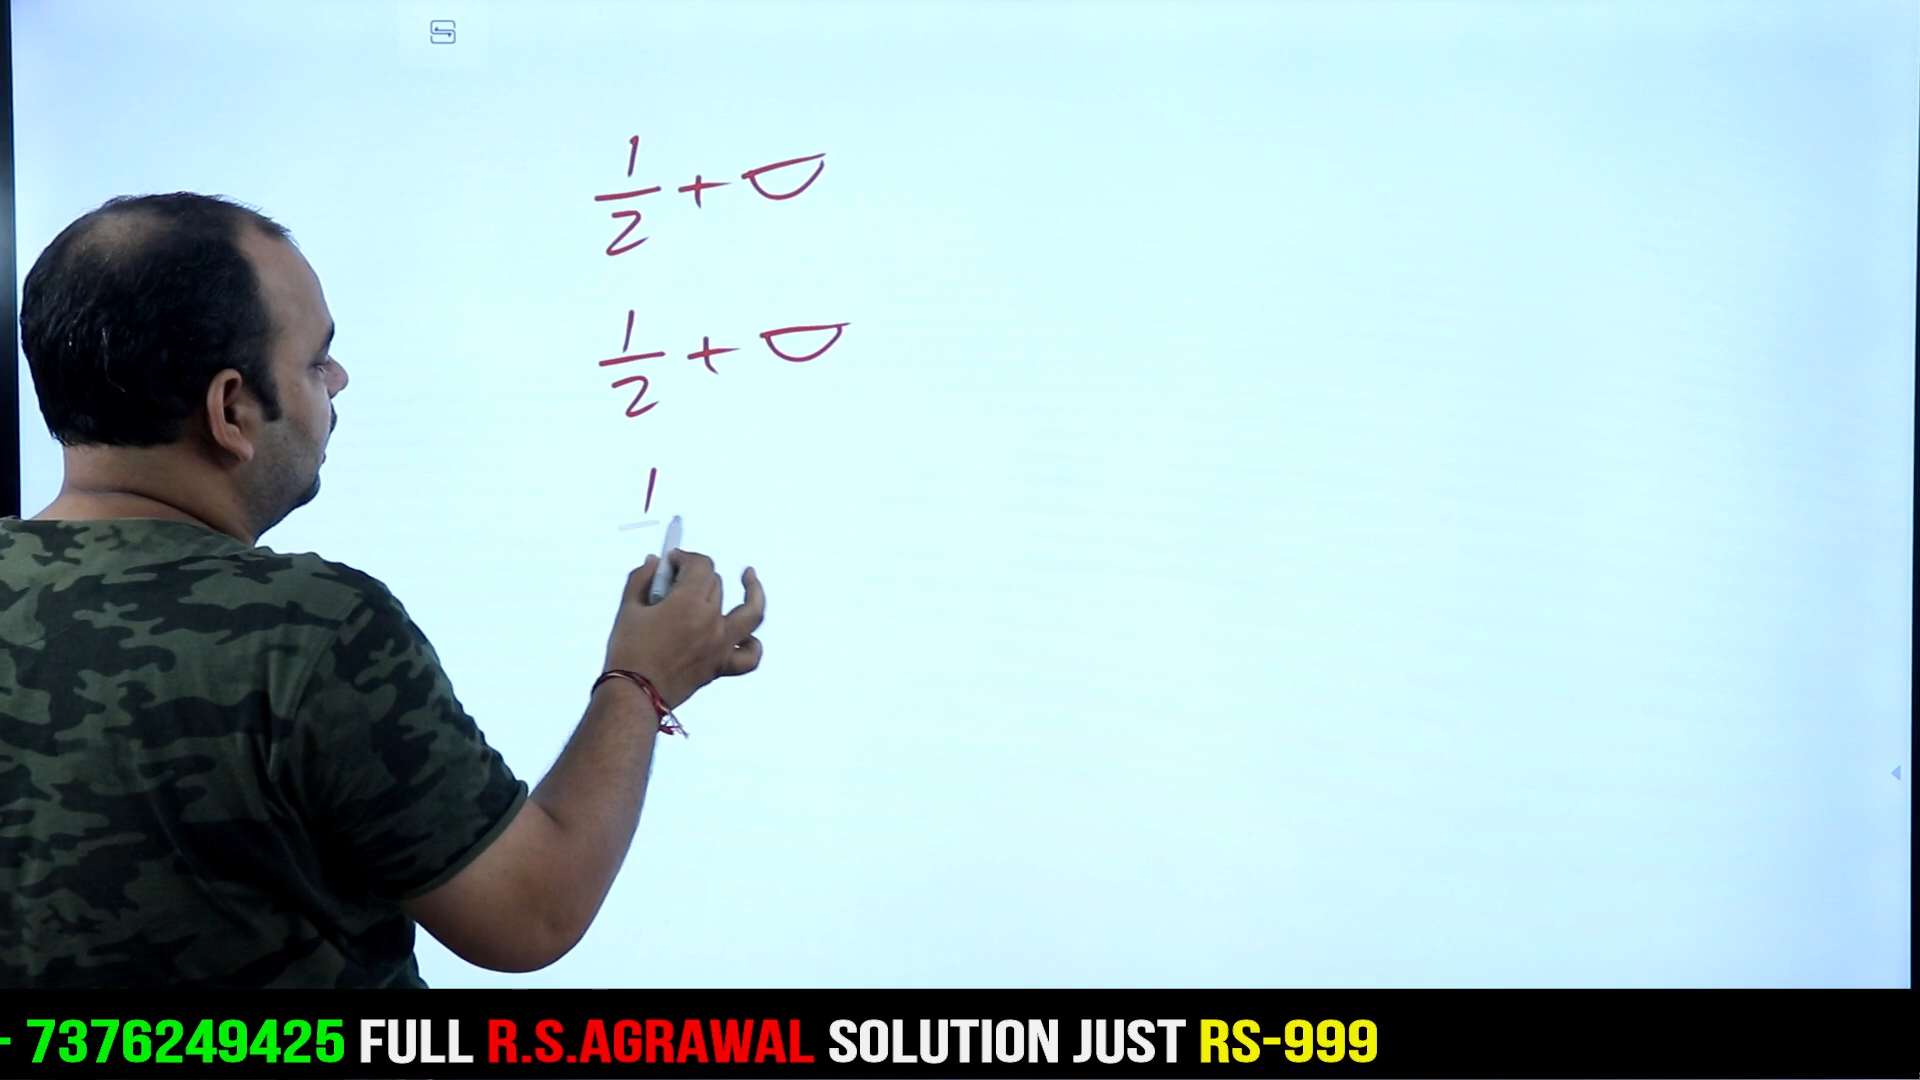 1/2 +
1/2 +
1
- 7376249425 FULL R.S.AGRAWAL SOLUTION JUST RS-999